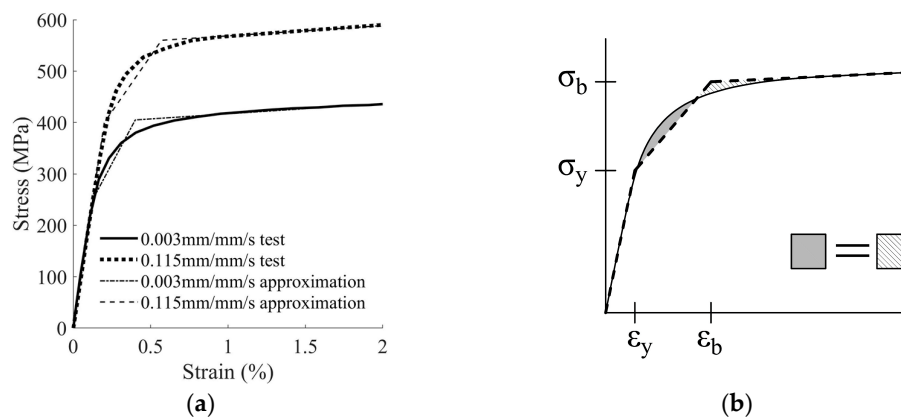 600
500
400
300
200
100
0
Stress (MPa)
0.003mm/mm/s test
0.115mm/mm/s test
0.003mm/mm/s approximation
0.115mm/mm/s approximation
0 0.5 1 1.5 2
Strain (%)
(a)
σb
σy
=
εy εb
(b)